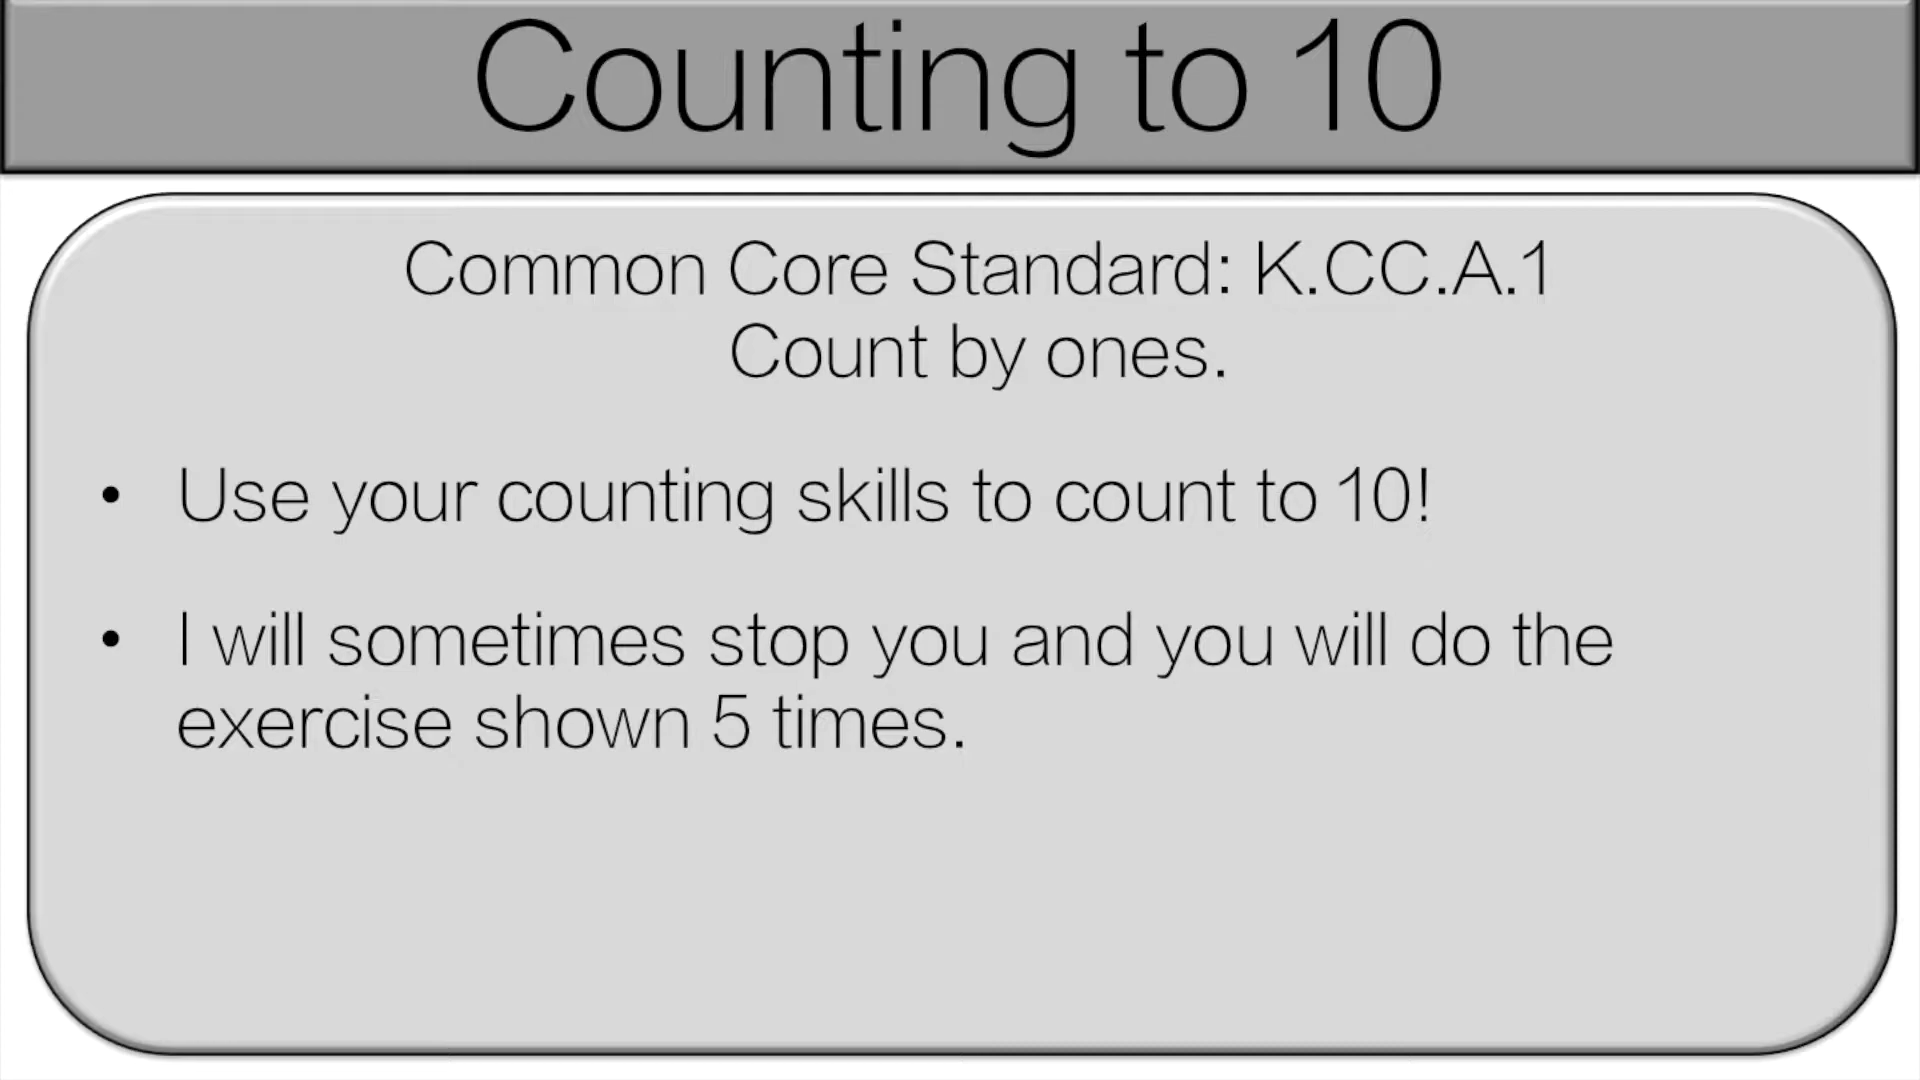 Counting to 10
Common Core Standard: K.CC.A.1
Count by ones.
• Use your counting skills to count to 10!
• I will sometimes stop you and you will do the
exercise shown 5 times.